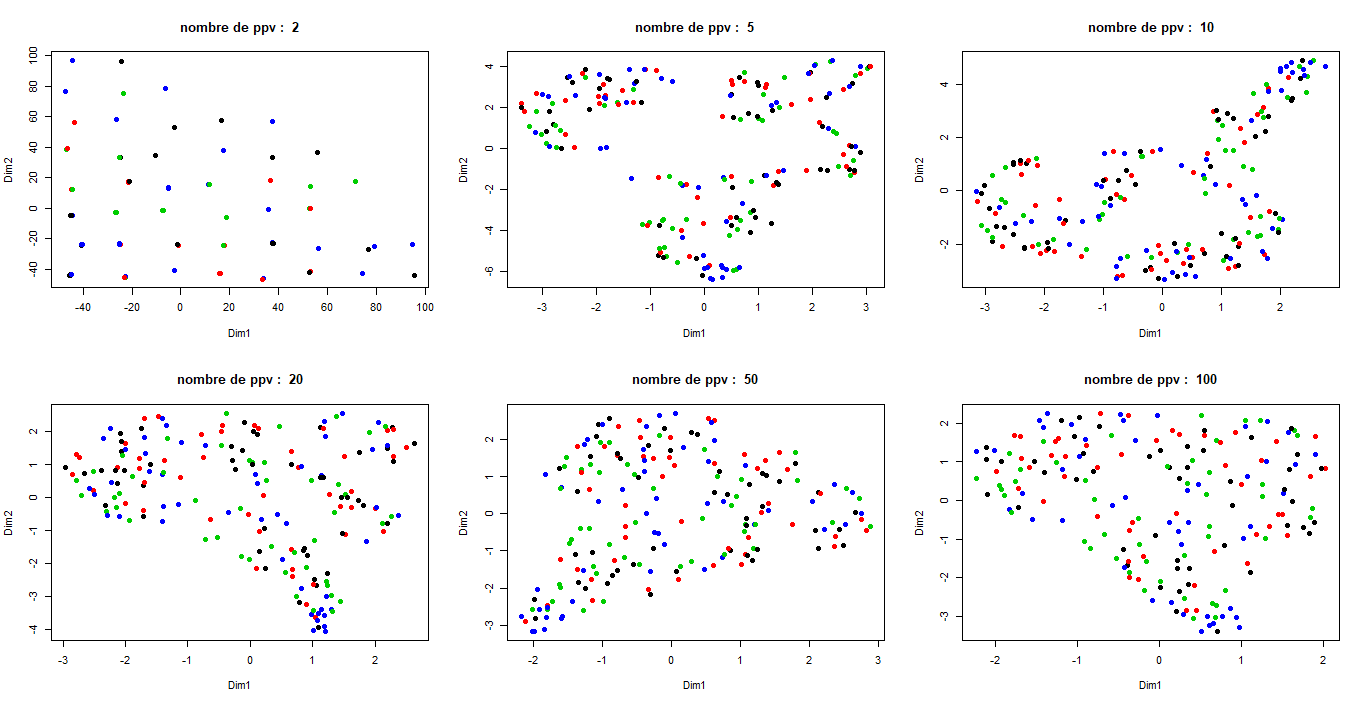 nombre de ppv : 2
100
80
60
40
20
0
-20
-40
Dim2
-40 -20 0 20 40 60 80 100
Dim1
nombre de ppv : 5
4
2
0
-2
-4
-6
Dim2
-3 -2 -1 0 1 2 3
Dim1
nombre de ppv : 10
4
2
0
-2
Dim2
-3 -2 -1 0 1 2
Dim1
nombre de ppv : 20
2
1
0
-1
-2
-3
-4
Dim2
-3 -2 -1 0 1 2
Dim1
nombre de ppv : 50
2
1
0
-1
-2
-3
Dim2
-2 -1 0 1 2 3
Dim1
nombre de ppv : 100
2
1
0
-1
-2
-3
Dim2
-2 -1 0 1 2
Dim1